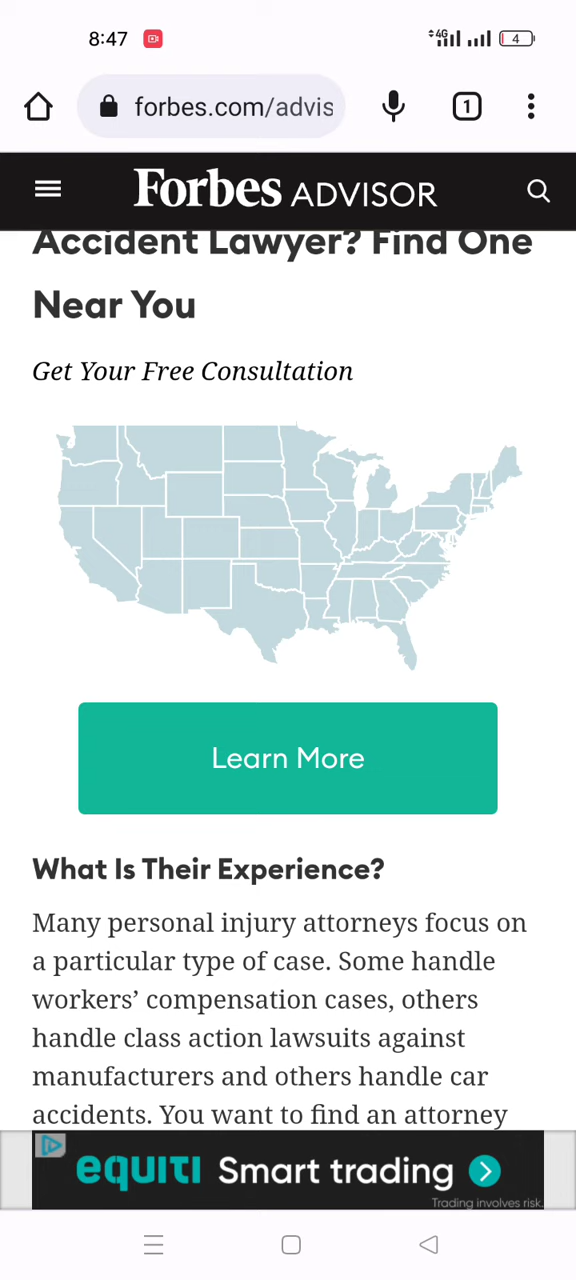 8:47
4G
4
forbes.com/advis
1
Forbes ADVISOR
Accident Lawyer? Find One
Near You
Get Your Free Consultation
Learn More
What Is Their Experience?
Many personal injury attorneys focus on
a particular type of case. Some handle
workers’ compensation cases, others
handle class action lawsuits against
manufacturers and others handle car
accidents. You want to find an attorney
equiti Smart trading
Trading involves risk.